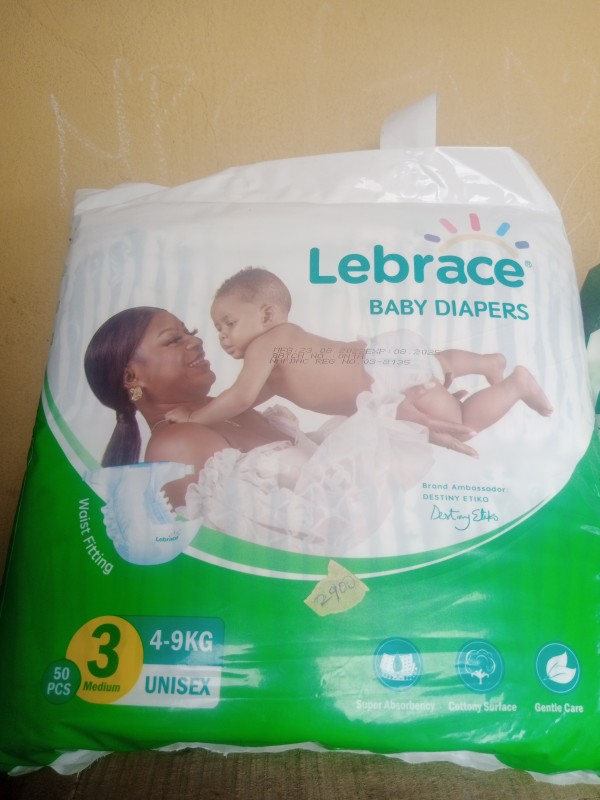 Lebrace®
BABY DIAPERS
Brand Ambassador:
DESTINY ETIKO
Destiny Etiko
Waist Fitting
Lebrace
2900
3
Medium
50
PCS
4-9KG
UNISEX
Super Absorbency
Cottony Surface
Gentle Care